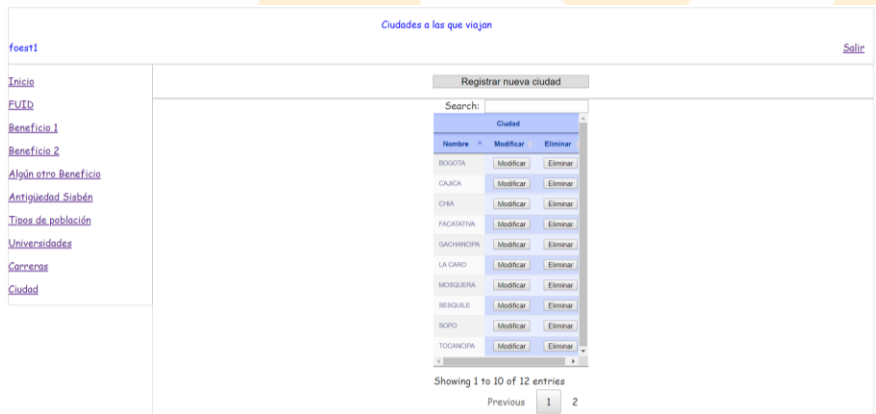 Ciudades a las que viajan
foest1
Salir
Inicio
FUID
Beneficio 1
Beneficio 2
Algún otro Beneficio
Antigüedad Sisbén
Tipos de población
Universidades
Carreras
Ciudad
Registrar nueva ciudad
Search:
Ciudad
Nombre Modificar Eliminar
BOGOTA Modificar Eliminar
CAJICA Modificar Eliminar
CHIA Modificar Eliminar
FACATATIVA Modificar Eliminar
GACHANCIPA Modificar Eliminar
LA CARO Modificar Eliminar
MOSQUERA Modificar Eliminar
SESQUILE Modificar Eliminar
SOPO Modificar Eliminar
TOCANCIPA Modificar Eliminar
Showing 1 to 10 of 12 entries
Previous 1 2